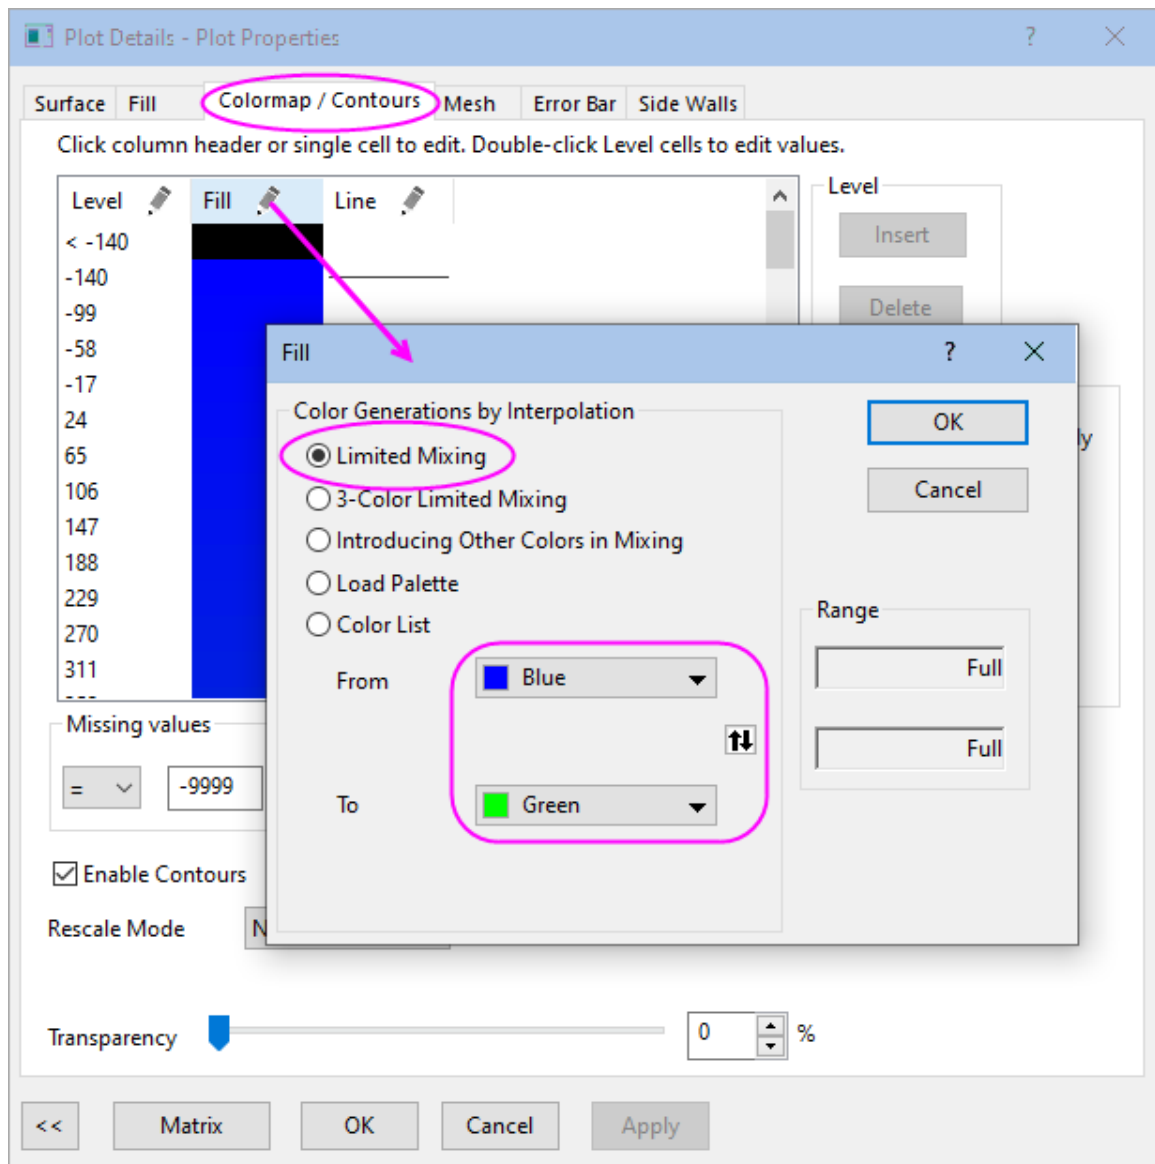 Plot Details - Plot Properties
?
Surface Fill Colormap / Contours Mesh Error Bar Side Walls
Click column header or single cell to edit. Double-click Level cells to edit values.
Level Fill Line
Level
< -140
Insert
-140
-99
Delete
-58
Fill
?
-17
24
Color Generations by Interpolation
OK
65
Limited Mixing
ly
106
3-Color Limited Mixing
Cancel
147
Introducing Other Colors in Mixing
188
Load Palette
229
Color List
Range
270
311
From
Blue
Full
Missing values
Full
= -9999
To
Green
Enable Contours
Rescale Mode
N
Transparency
0 %
<< Matrix OK Cancel Apply